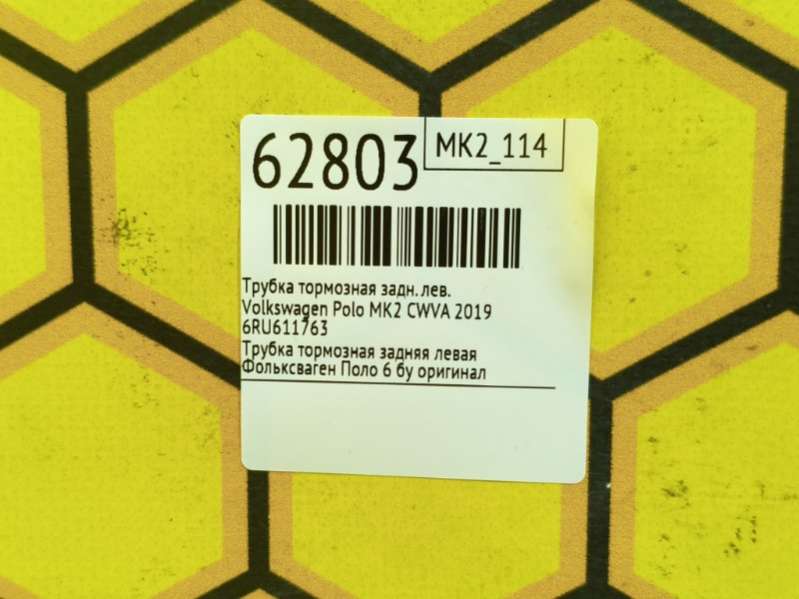 62803
MK2_114
Трубка тормозная задн. лев.
Volkswagen Polo MK2 CWVA 2019
6RU611763
Трубка тормозная задняя левая
Фольксваген Поло 6 бу оригинал